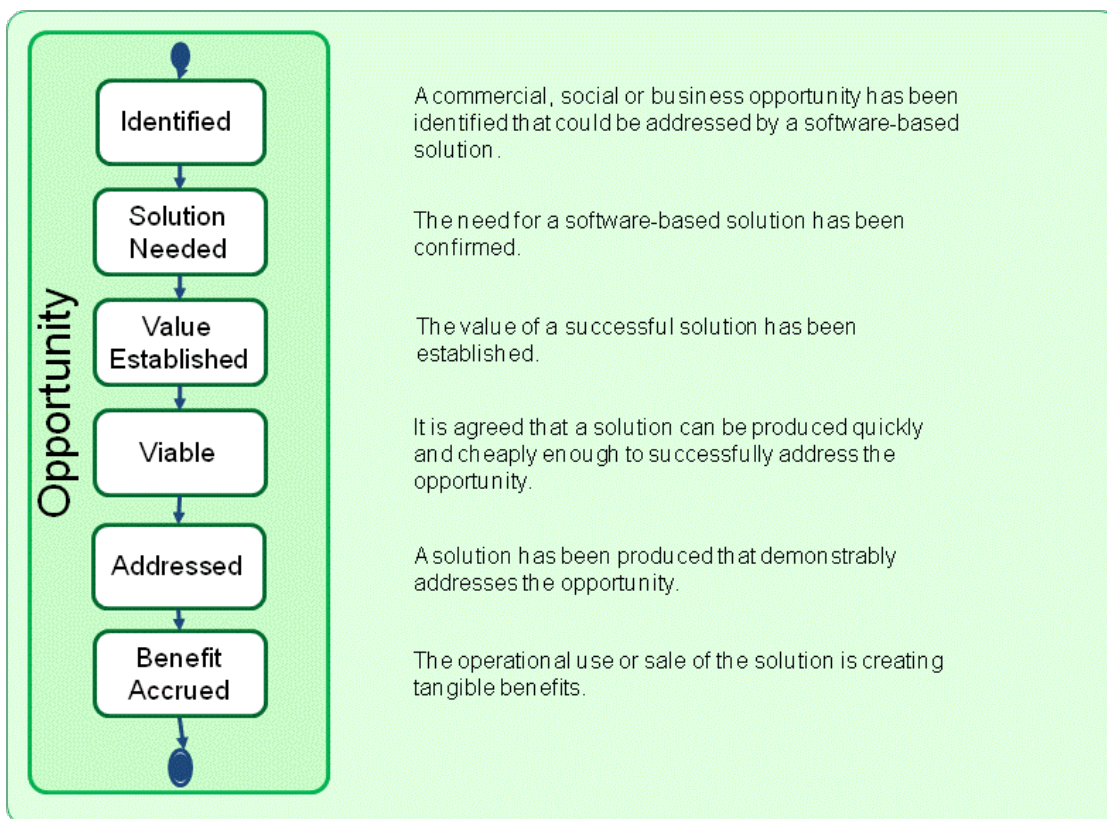 Opportunity
Identified
A commercial, social or business opportunity has been
identified that could be addressed by a software-based
solution.
Solution
Needed
The need for a software-based solution has been
confirmed.
Value
Established
The value of a successful solution has been
established.
Viable
It is agreed that a solution can be produced quickly
and cheaply enough to successfully address the
opportunity.
Addressed
A solution has been produced that demonstrably
addresses the opportunity.
Benefit
Accrued
The operational use or sale of the solution is creating
tangible benefits.